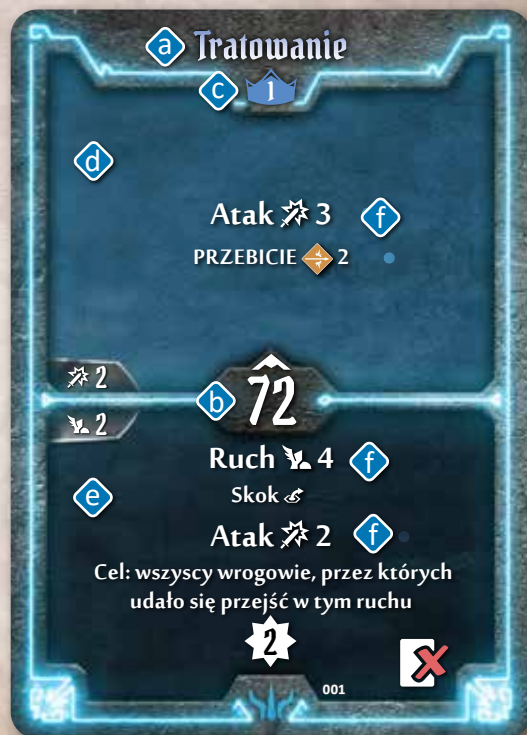 a Tratowanie
c 1
d
Atak 3 f
PRZEBICIE 2
2
b 72
2
Ruch 4 f
e Skok
Atak 2 f
Cel: wszyscy wrogowie, przez których
udało się przejść w tym ruchu
2
001